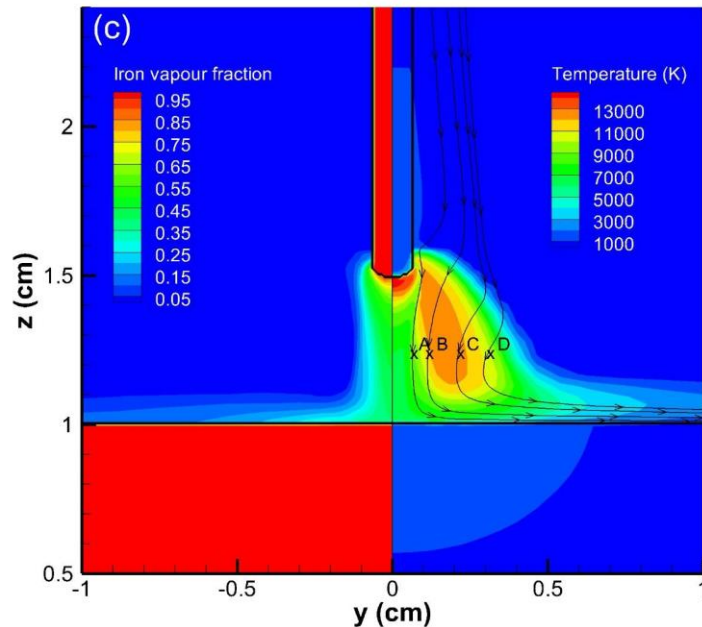 (c)
Iron vapour fraction
0.95
0.85
0.75
0.65
0.55
0.45
0.35
0.25
0.15
0.05
Temperature (K)
13000
11000
9000
7000
5000
3000
1000
A
B
C
D
z (cm)
2
1.5
1
0.5
-1
-0.5
0
0.5
1
y (cm)